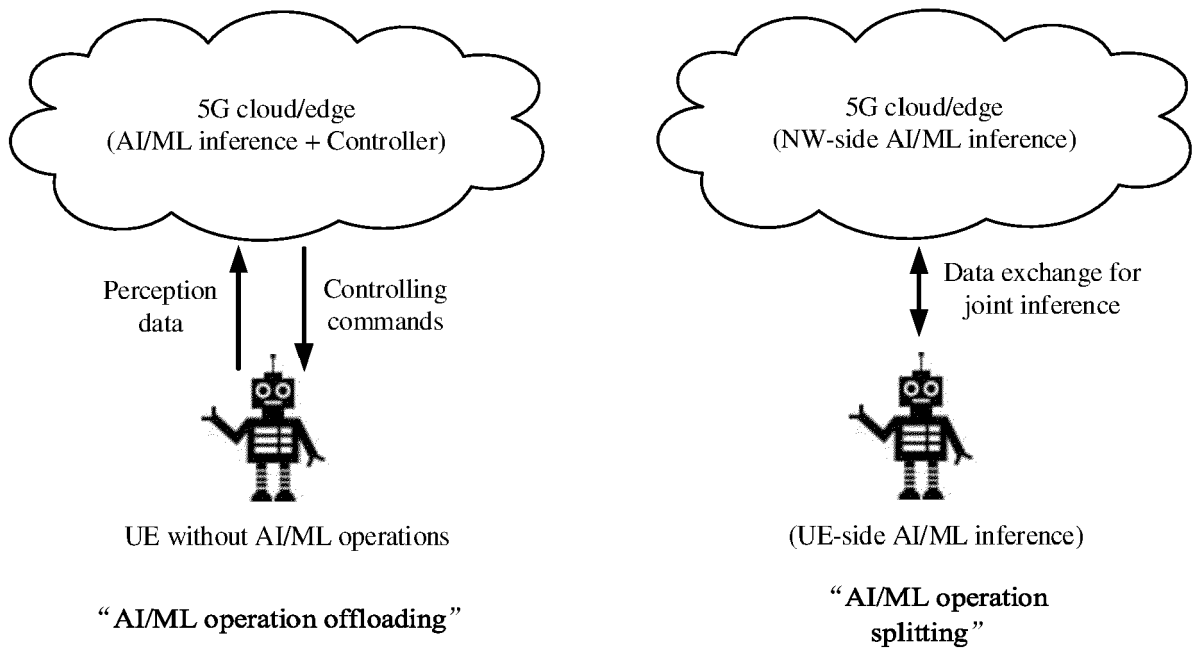 5G cloud/edge
(AI/ML inference + Controller)
Perception
data
Controlling
commands
UE without AI/ML operations
“AI/ML operation offloading”
5G cloud/edge
(NW-side AI/ML inference)
Data exchange for
joint inference
(UE-side AI/ML inference)
“AI/ML operation
splitting”